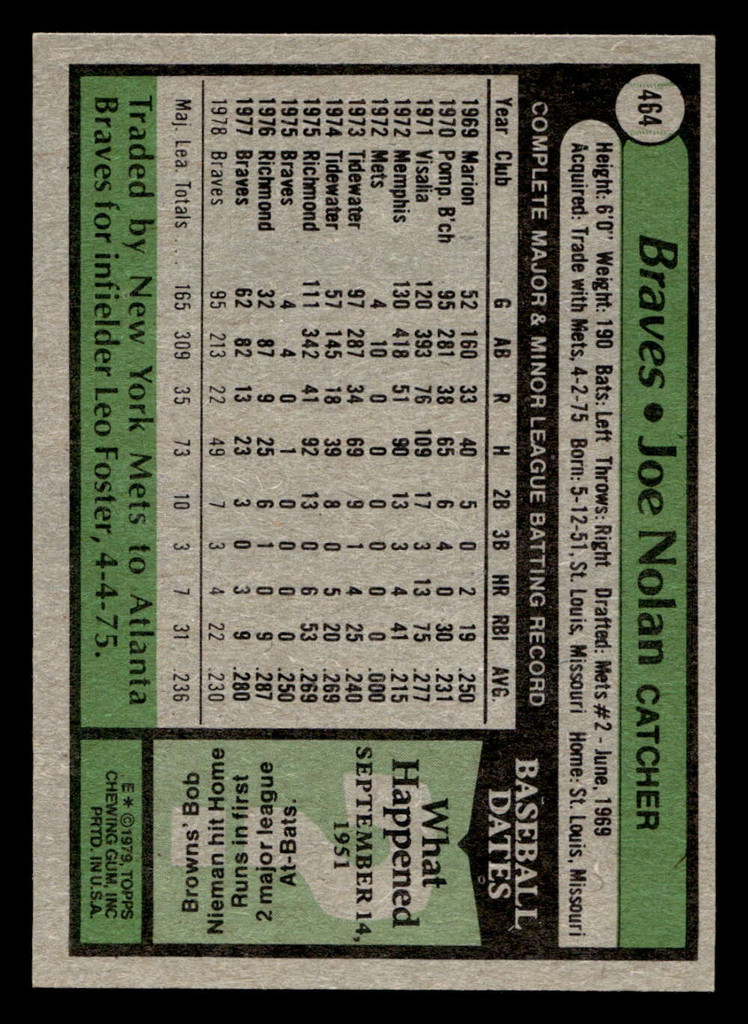 464
Braves • Joe Nolan CATCHER
Height: 6'0" Weight: 190 Bats: Left Throws: Right Drafted: Mets #2 - June, 1969
Acquired: Trade with Mets, 4-2-75 Born: 5-12-51, St. Louis, Missouri Home: St. Louis, Missouri
COMPLETE MAJOR & MINOR LEAGUE BATTING RECORD
Year Club G AB R H 2B 3B HR RBI AVG.
1969 Marion 52 160 33 40 5 0 2 19 .250
1970 Pomp. B'ch 95 281 38 65 6 4 0 30 .231
1971 Visalia 120 393 76 109 17 3 13 75 .277
1972 Memphis 130 418 51 90 13 3 4 41 .215
1972 Mets 4 10 0 0 0 0 0 0 .000
1973 Tidewater 97 287 34 69 9 1 4 25 .240
1974 Tidewater 57 145 18 39 8 0 5 20 .269
1975 Richmond 111 342 41 92 13 0 6 53 .269
1975 Braves 4 4 0 1 0 0 0 0 .250
1976 Richmond 32 87 9 25 6 1 0 9 .287
1977 Braves 62 82 13 23 3 0 3 9 .280
1978 Braves 95 213 22 49 7 3 4 22 .230
Maj. Lea. Totals . . . 165 309 35 73 10 3 7 31 .236
Traded by New York Mets to Atlanta
Braves for infielder Leo Foster, 4-4-75.
BASEBALL
DATES
What
Happened
SEPTEMBER 14,
1951
Browns' Bob
Nieman hit Home
Runs in first
2 major league
At-Bats.
E * © 1979, TOPPS
CHEWING GUM, INC
PRTD. IN U.S.A.